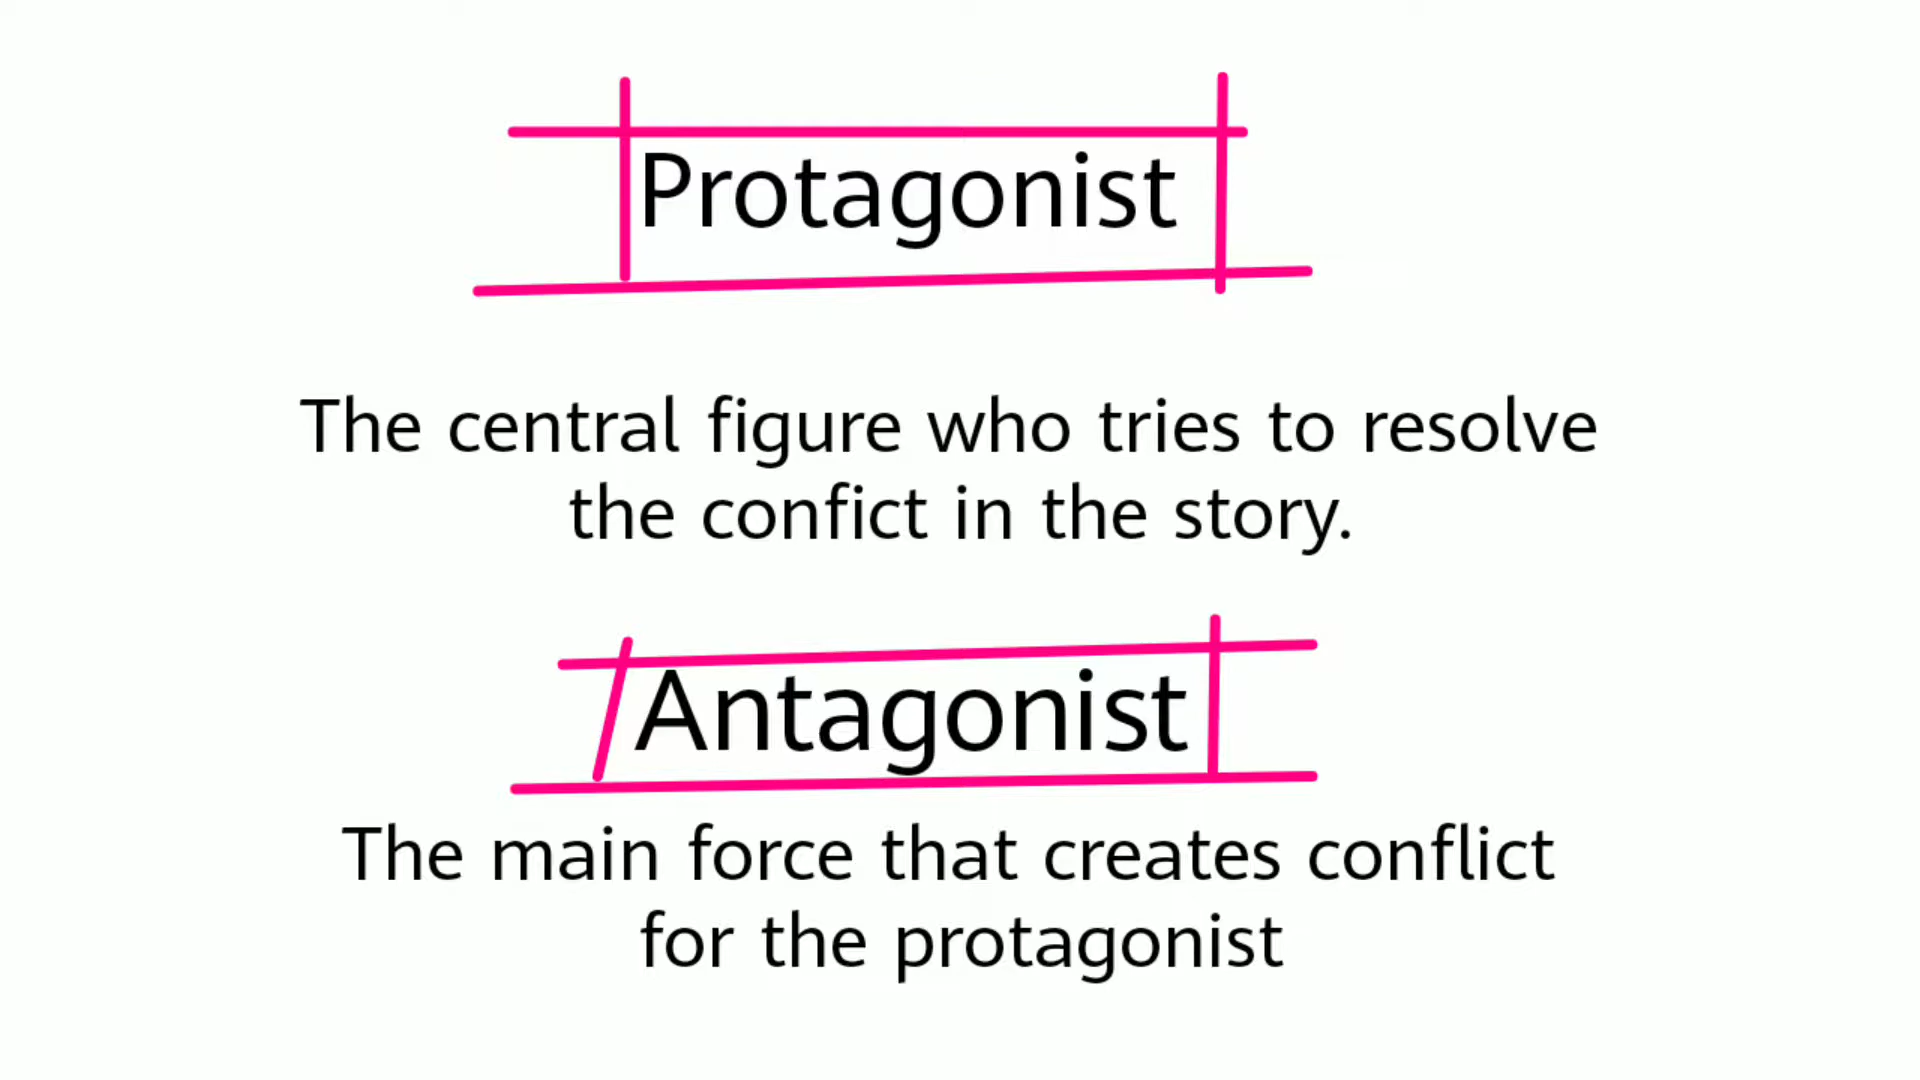 Protagonist
The central figure who tries to resolve
the confict in the story.
Antagonist
The main force that creates conflict
for the protagonist